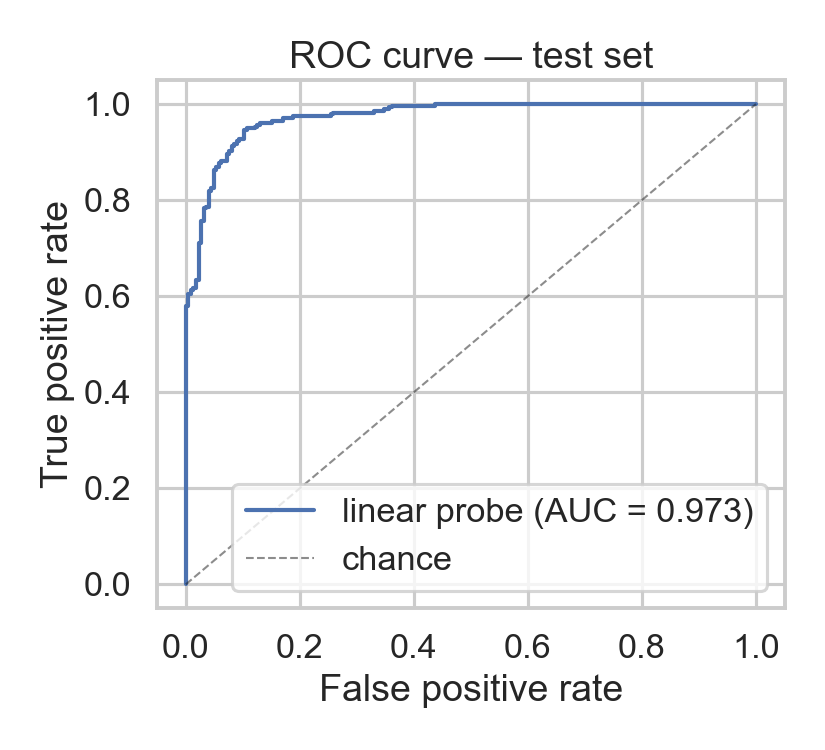 ROC curve — test set
True positive rate
1.0
0.8
0.6
0.4
0.2
0.0
linear probe (AUC = 0.973)
chance
0.0 0.2 0.4 0.6 0.8 1.0
False positive rate